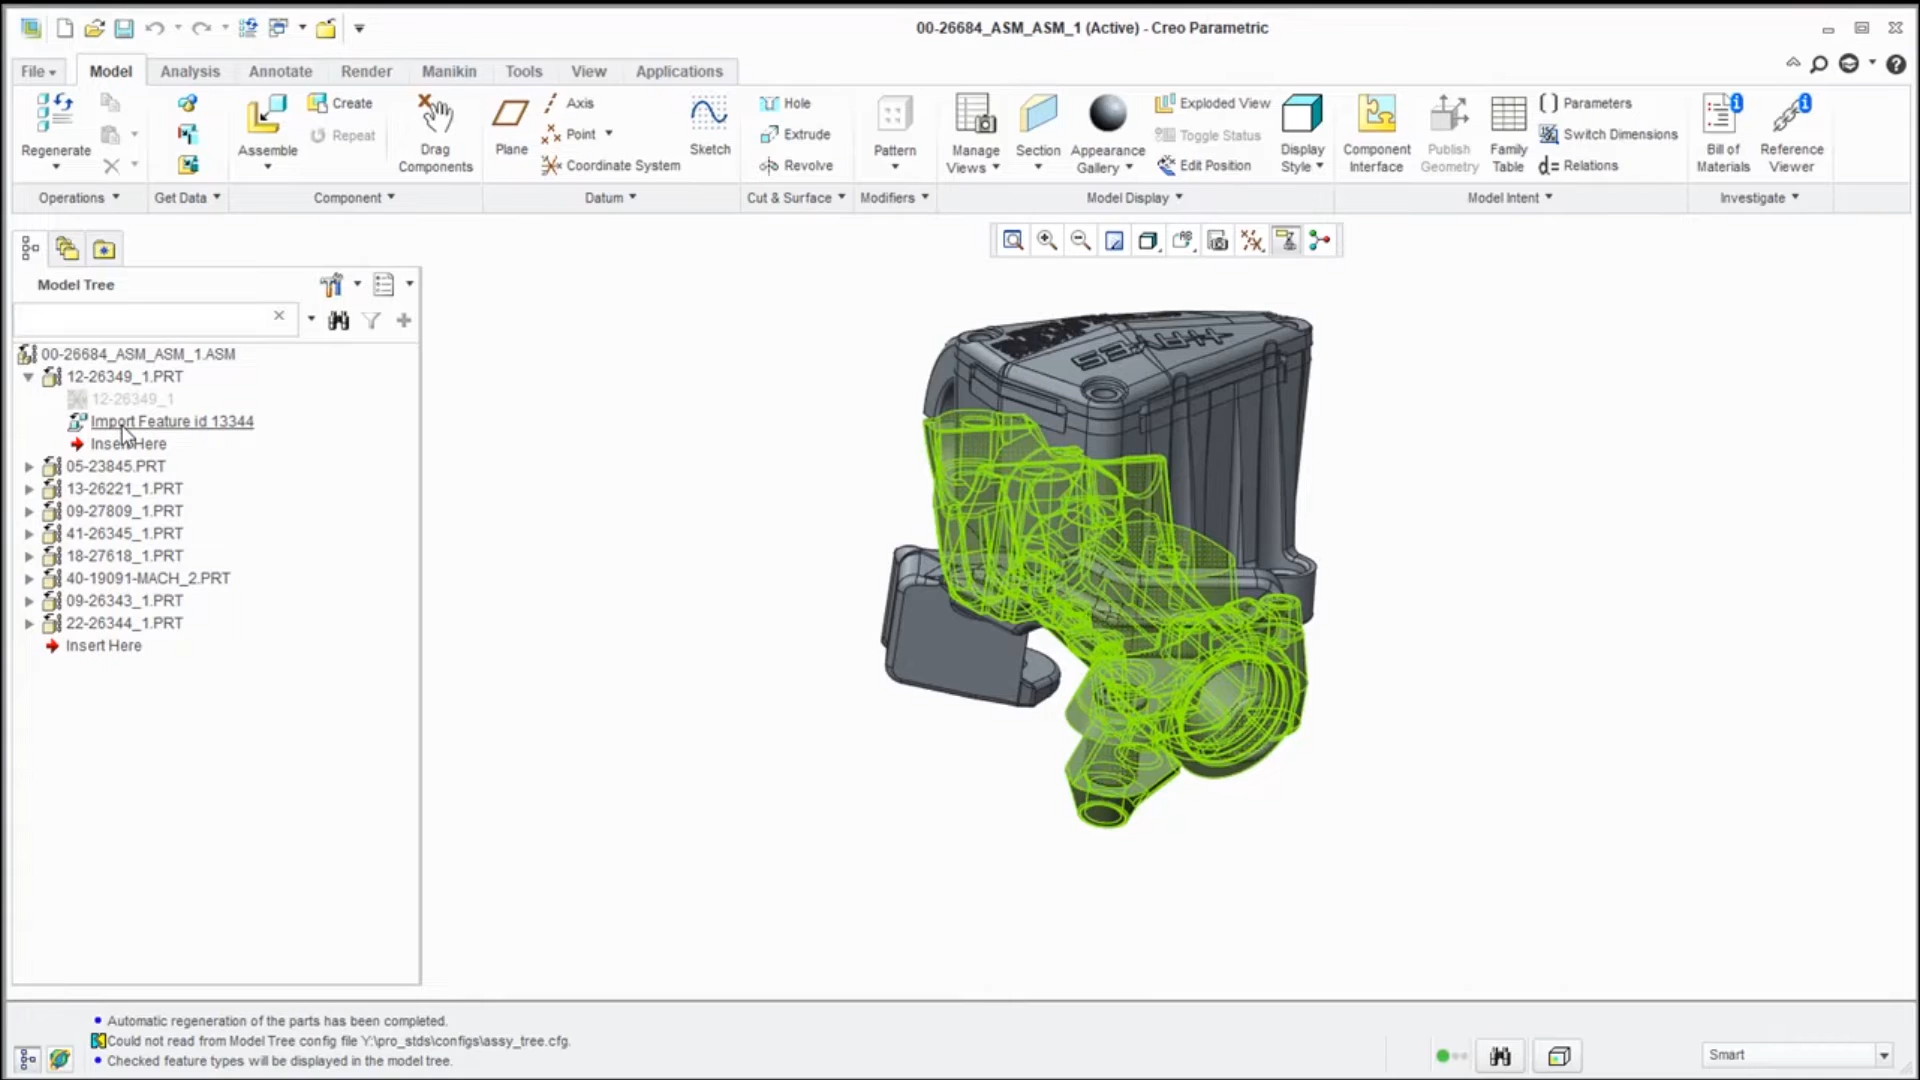 00-26684_ASM_ASM_1 (Active) - Creo Parametric
File Model Analysis Annotate Render Manikin Tools View Applications
Regenerate
Assemble
Create
Repeat
Drag Components
Plane
Axis
Point
Coordinate System
Sketch
Hole
Extrude
Revolve
Pattern
Manage Views
Section
Appearance Gallery
Exploded View
Toggle Status
Edit Position
Display Style
Component Interface
Publish Geometry
Family Table
Parameters
Switch Dimensions
d= Relations
Bill of Materials
Reference Viewer
Operations Get Data Component Datum Cut & Surface Modifiers Model Display Model Intent Investigate
Model Tree
00-26684_ASM_ASM_1.ASM
12-26349_1.PRT
12-26349_1
Import Feature id 13344
Insert Here
05-23845.PRT
13-26221_1.PRT
09-27809_1.PRT
41-26345_1.PRT
18-27618_1.PRT
40-19091-MACH_2.PRT
09-26343_1.PRT
22-26344_1.PRT
Insert Here
Automatic regeneration of the parts has been completed.
Could not read from Model Tree config file Y:\pro_stds\configs\assy_tree.cfg.
Checked feature types will be displayed in the model tree.
Smart